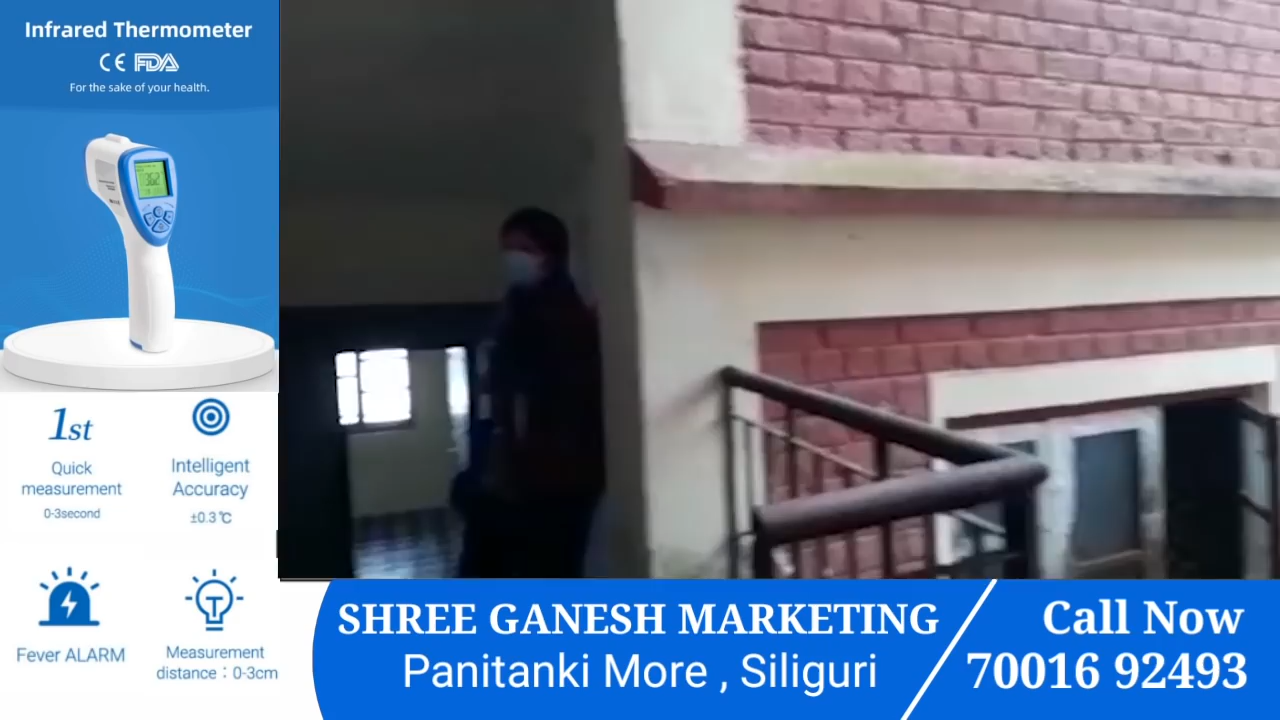 Infrared Thermometer
CE FDA
For the sake of your health.
1st
Quick
measurement
0-3second
Intelligent
Accuracy
±0.3℃
Fever ALARM
Measurement
distance：0-3cm
SHREE GANESH MARKETING
Panitanki More , Siliguri
Call Now
70016 92493